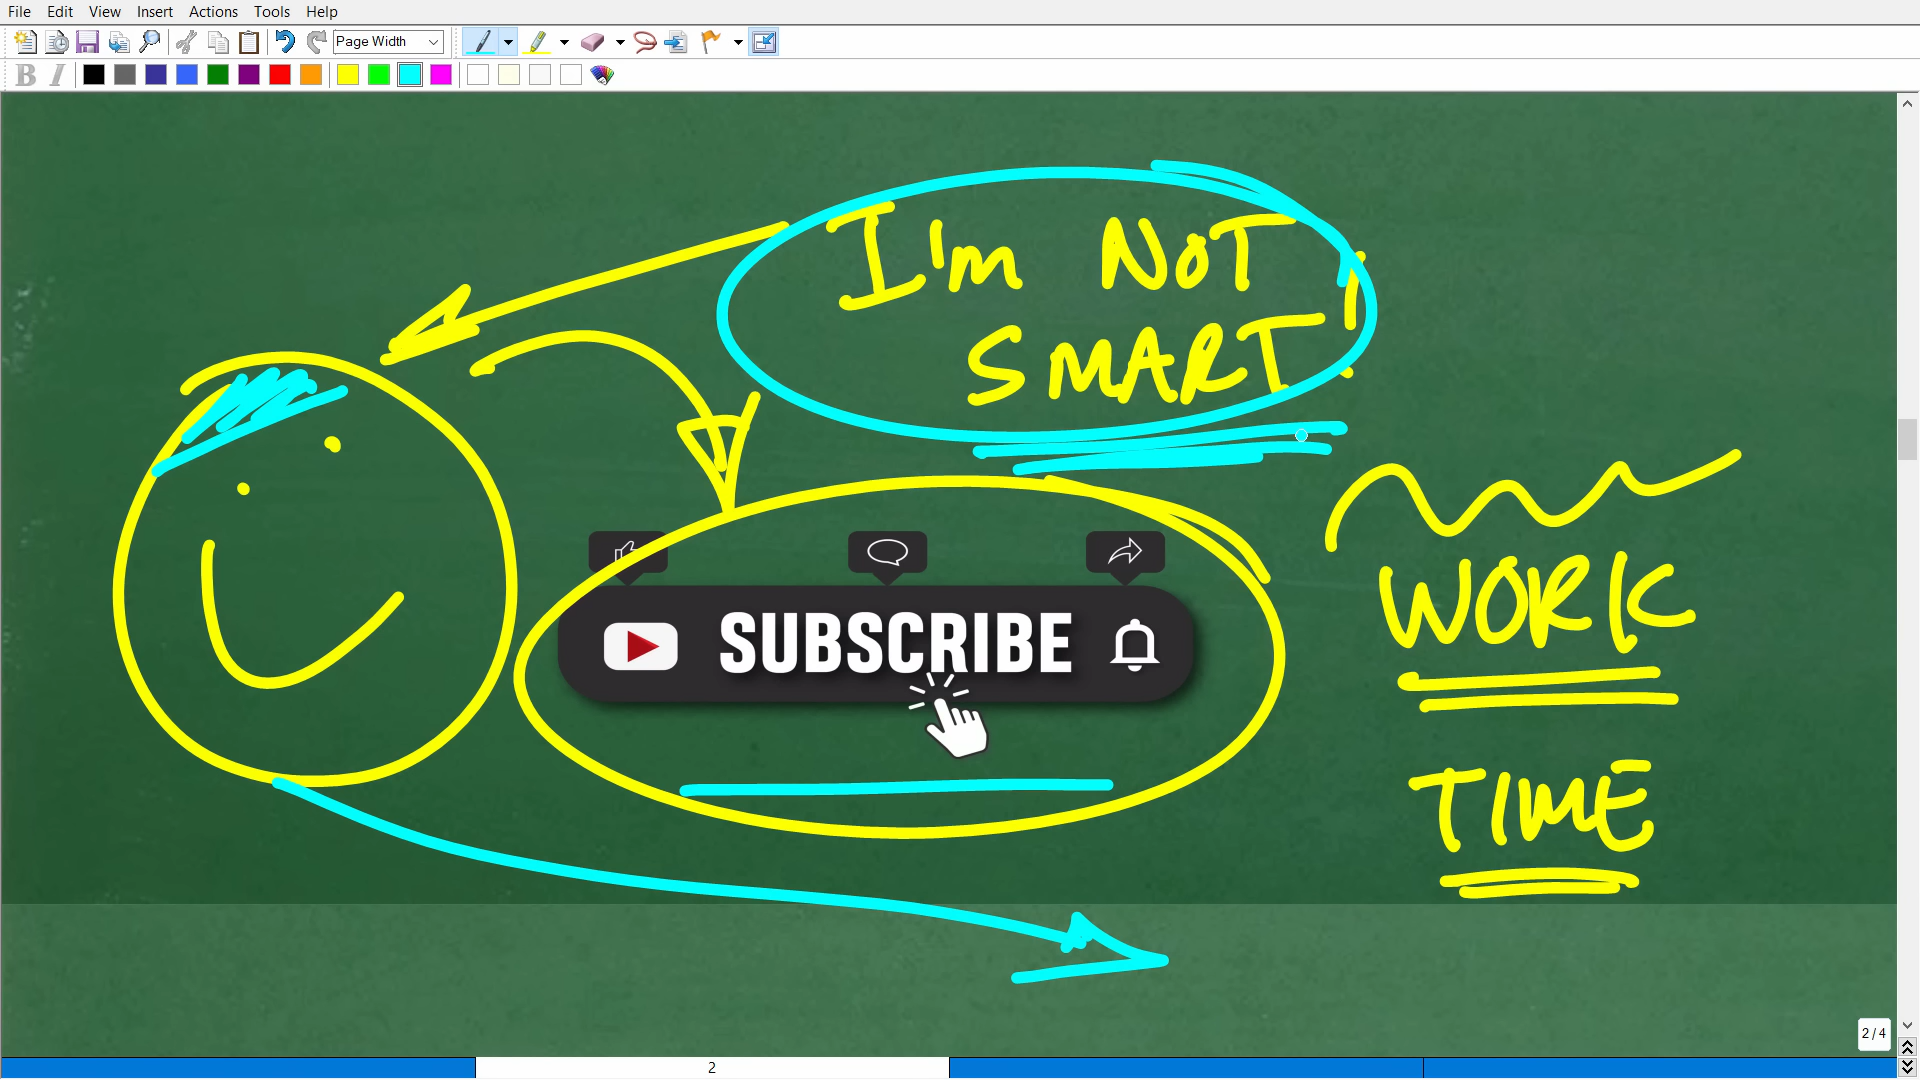 File Edit View Insert Actions Tools Help
Page Width
B I
I'm NOT
SMART!
SUBSCRIBE
WORK
TIME
2 / 4
2